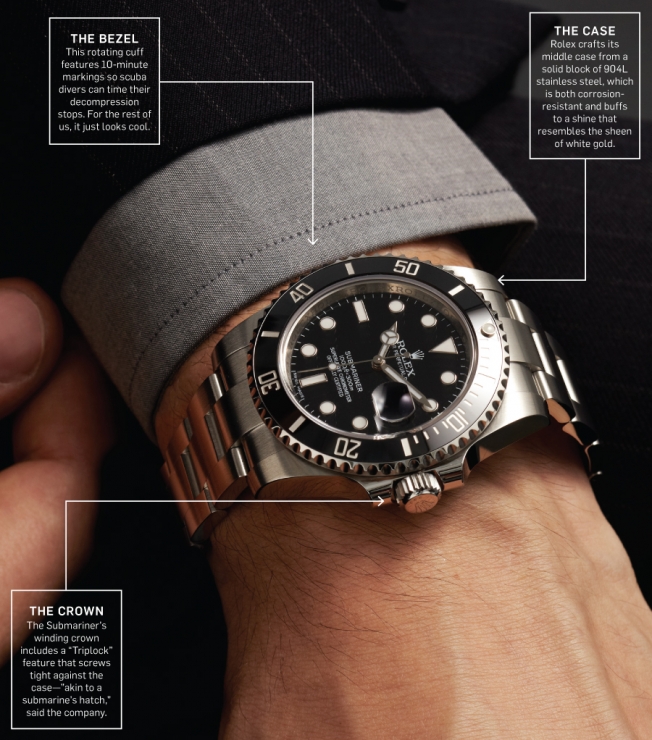 THE BEZEL
This rotating cuff
features 10-minute
markings so scuba
divers can time their
decompression
stops. For the rest of
us, it just looks cool.
THE CASE
Rolex crafts its
middle case from a
solid block of 904L
stainless steel, which
is both corrosion-
resistant and buffs
to a shine that
resembles the sheen
of white gold.
50
40
30
20
10
ROLEX
SUBMARINER
SUPERLATIVE CHRONOMETER
OFFICIALLY CERTIFIED
THE CROWN
The Submariner's
winding crown
includes a "Triplock"
feature that screws
tight against the
case—"akin to a
submarine's hatch,"
said the company.